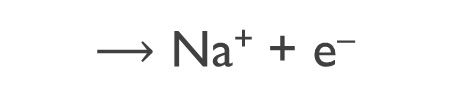 ⟶ Na⁺ + e⁻